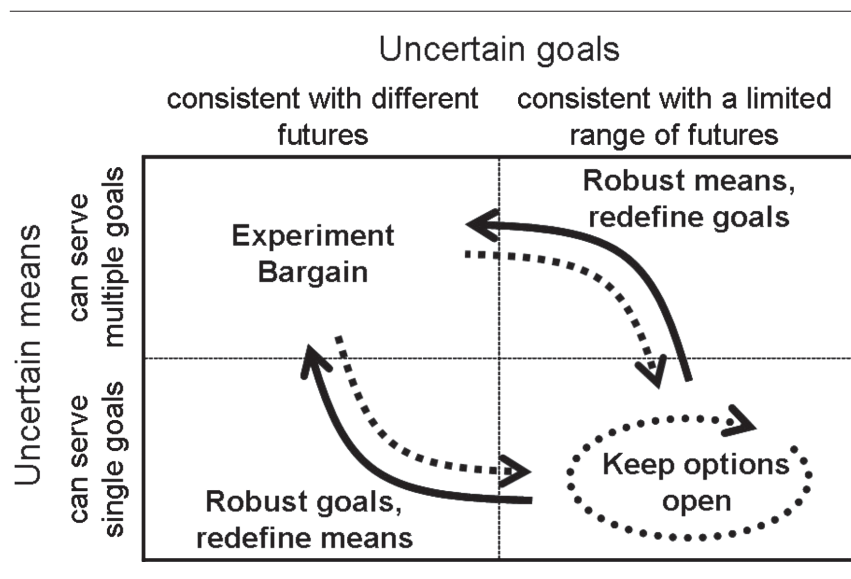 Uncertain goals
consistent with different
futures
consistent with a limited
range of futures
Uncertain means
can serve
multiple goals
can serve
single goals
Experiment
Bargain
Robust means,
redefine goals
Robust goals,
redefine means
Keep options
open